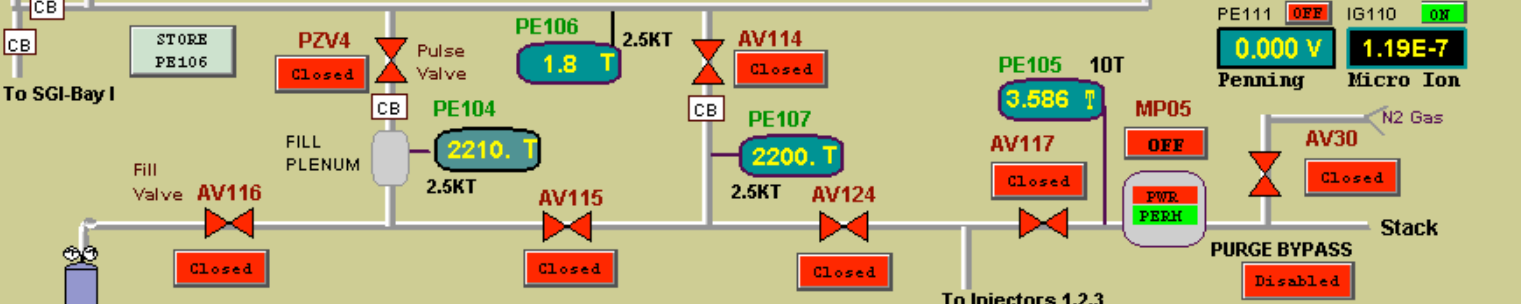 CB
CB
To SGI-Bay I
STORE
PE106
PZV4
Closed
Pulse
Valve
CB
PE106
1.8 T
2.5KT
AV114
Closed
CB
PE104
2210. T
2.5KT
FILL
PLENUM
Fill
Valve
AV116
Closed
AV115
Closed
PE107
2200. T
2.5KT
AV124
Closed
PE105
10T
3.586 T
AV117
Closed
MP05
OFF
PWR
PERM
PE111 OFF
0.000 V
Penning
IG110 ON
1.19E-7
Micro Ion
N2 Gas
AV30
Closed
Stack
PURGE BYPASS
Disabled
To Injectors 1,2,3